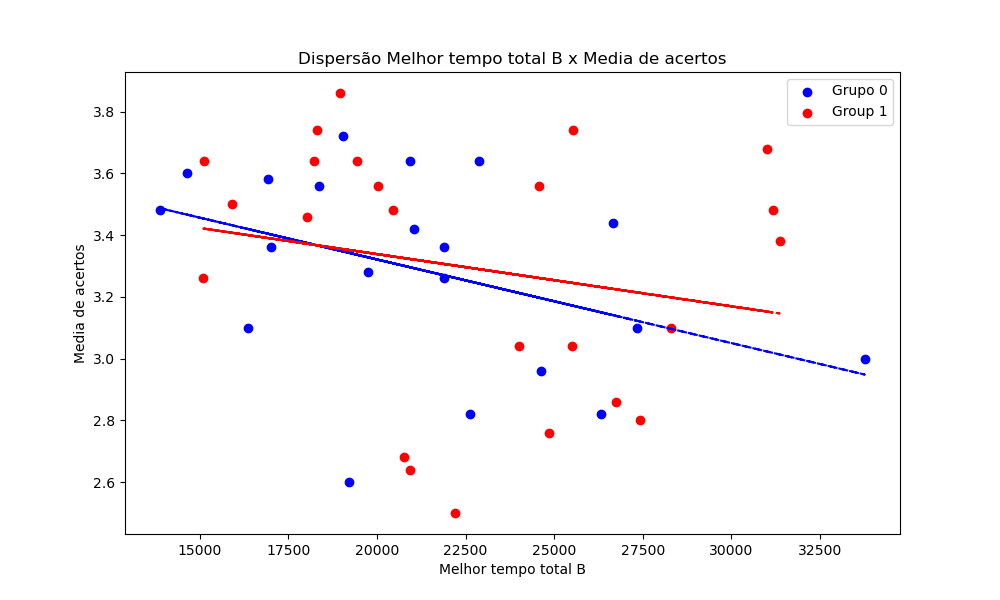 Dispersão Melhor tempo total B x Media de acertos
Grupo 0
Group 1
Media de acertos
3.8
3.6
3.4
3.2
3.0
2.8
2.6
15000 17500 20000 22500 25000 27500 30000 32500
Melhor tempo total B